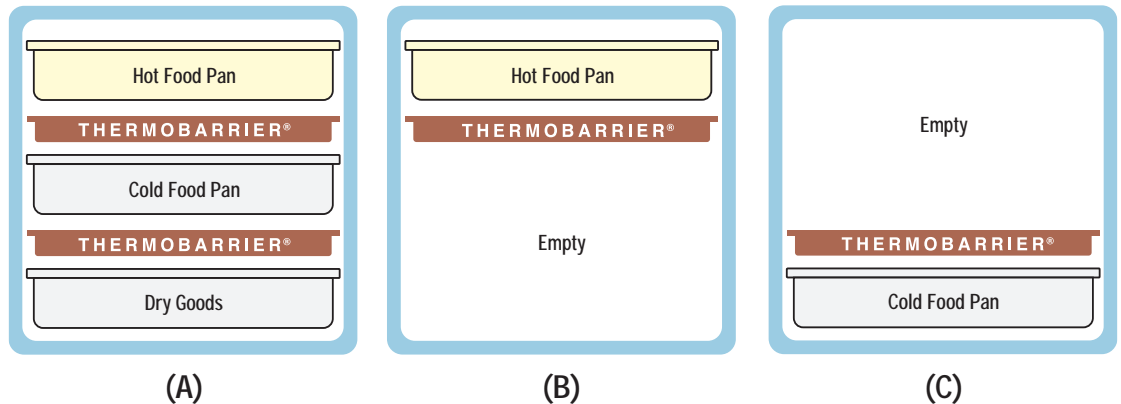 Hot Food Pan
THERMOBARRIER®
Cold Food Pan
THERMOBARRIER®
Dry Goods
(A)
Hot Food Pan
THERMOBARRIER®
Empty
(B)
Empty
THERMOBARRIER®
Cold Food Pan
(C)